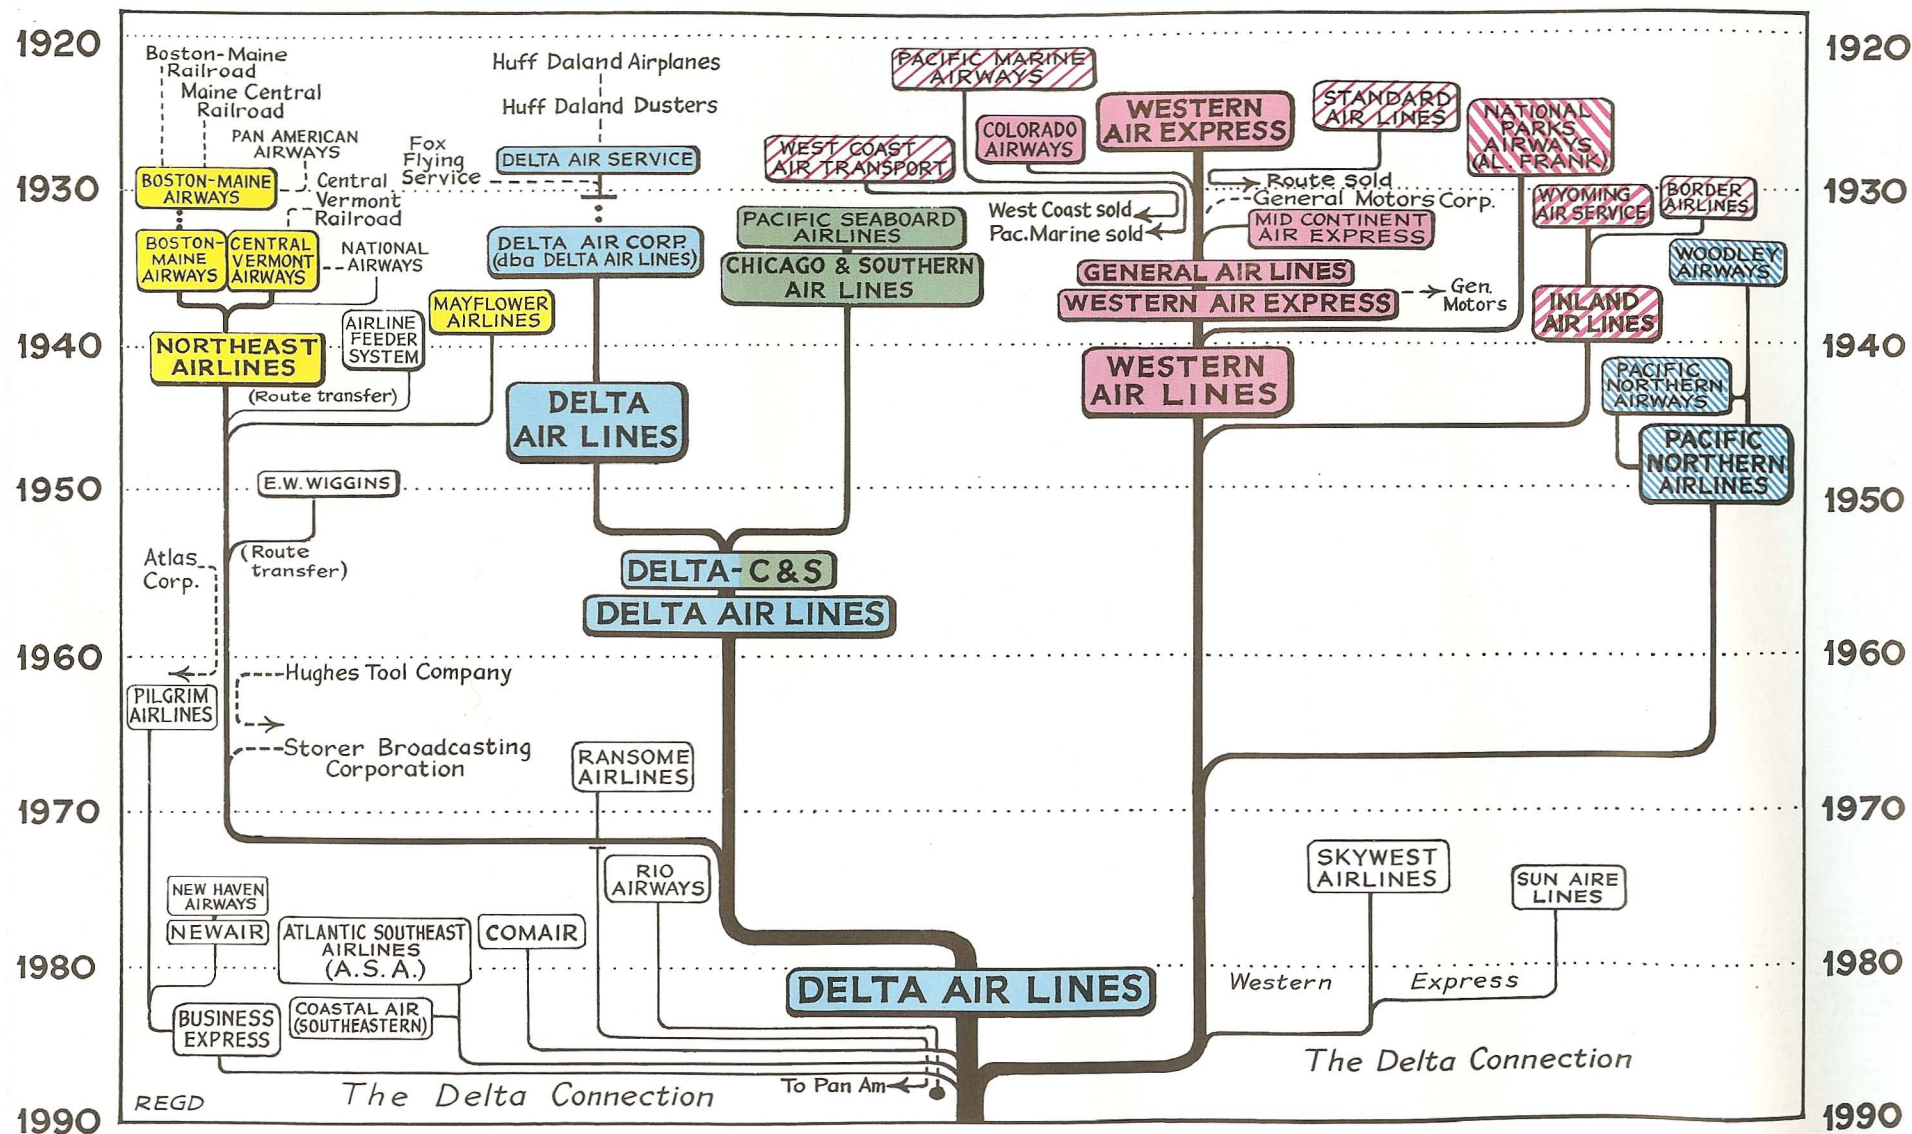 1920
1920
Boston-Maine
Railroad
Maine Central
Railroad
PAN AMERICAN
AIRWAYS
Huff Daland Airplanes
Huff Daland Dusters
Fox
Flying
Service
DELTA AIR SERVICE
PACIFIC MARINE
AIRWAYS
WEST COAST
AIR TRANSPORT
COLORADO
AIRWAYS
WESTERN
AIR EXPRESS
STANDARD
AIR LINES
NATIONAL
PARKS
AIRWAYS
(AL. FRANK)
BOSTON-MAINE
AIRWAYS
Central
Vermont
Railroad
1930
1930
Route sold
General Motors Corp.
West Coast sold
Pac. Marine sold
MID CONTINENT
AIR EXPRESS
WYOMING
AIR SERVICE
BORDER
AIRLINES
WOODLEY
AIRWAYS
BOSTON-
MAINE
AIRWAYS
CENTRAL
VERMONT
AIRWAYS
NATIONAL
AIRWAYS
DELTA AIR CORP.
(dba DELTA AIR LINES)
PACIFIC SEABOARD
AIRLINES
CHICAGO & SOUTHERN
AIR LINES
GENERAL AIR LINES
WESTERN AIR EXPRESS
Gen.
Motors
INLAND
AIR LINES
MAYFLOWER
AIRLINES
AIRLINE
FEEDER
SYSTEM
NORTHEAST
AIRLINES
1940
1940
(Route transfer)
DELTA
AIR LINES
WESTERN
AIR LINES
PACIFIC
NORTHERN
AIRWAYS
PACIFIC
NORTHERN
AIRLINES
E.W. WIGGINS
1950
1950
(Route
transfer)
Atlas
Corp.
DELTA-C&S
DELTA AIR LINES
1960
1960
Hughes Tool Company
PILGRIM
AIRLINES
Storer Broadcasting
Corporation
RANSOME
AIRLINES
1970
1970
RIO
AIRWAYS
SKYWEST
AIRLINES
SUN AIRE
LINES
NEW HAVEN
AIRWAYS
NEWAIR
ATLANTIC SOUTHEAST
AIRLINES
(A.S.A.)
COMAIR
1980
1980
DELTA AIR LINES
Western Express
COASTAL AIR
(SOUTHEASTERN)
BUSINESS
EXPRESS
The Delta Connection
To Pan Am
The Delta Connection
REGD
1990
1990